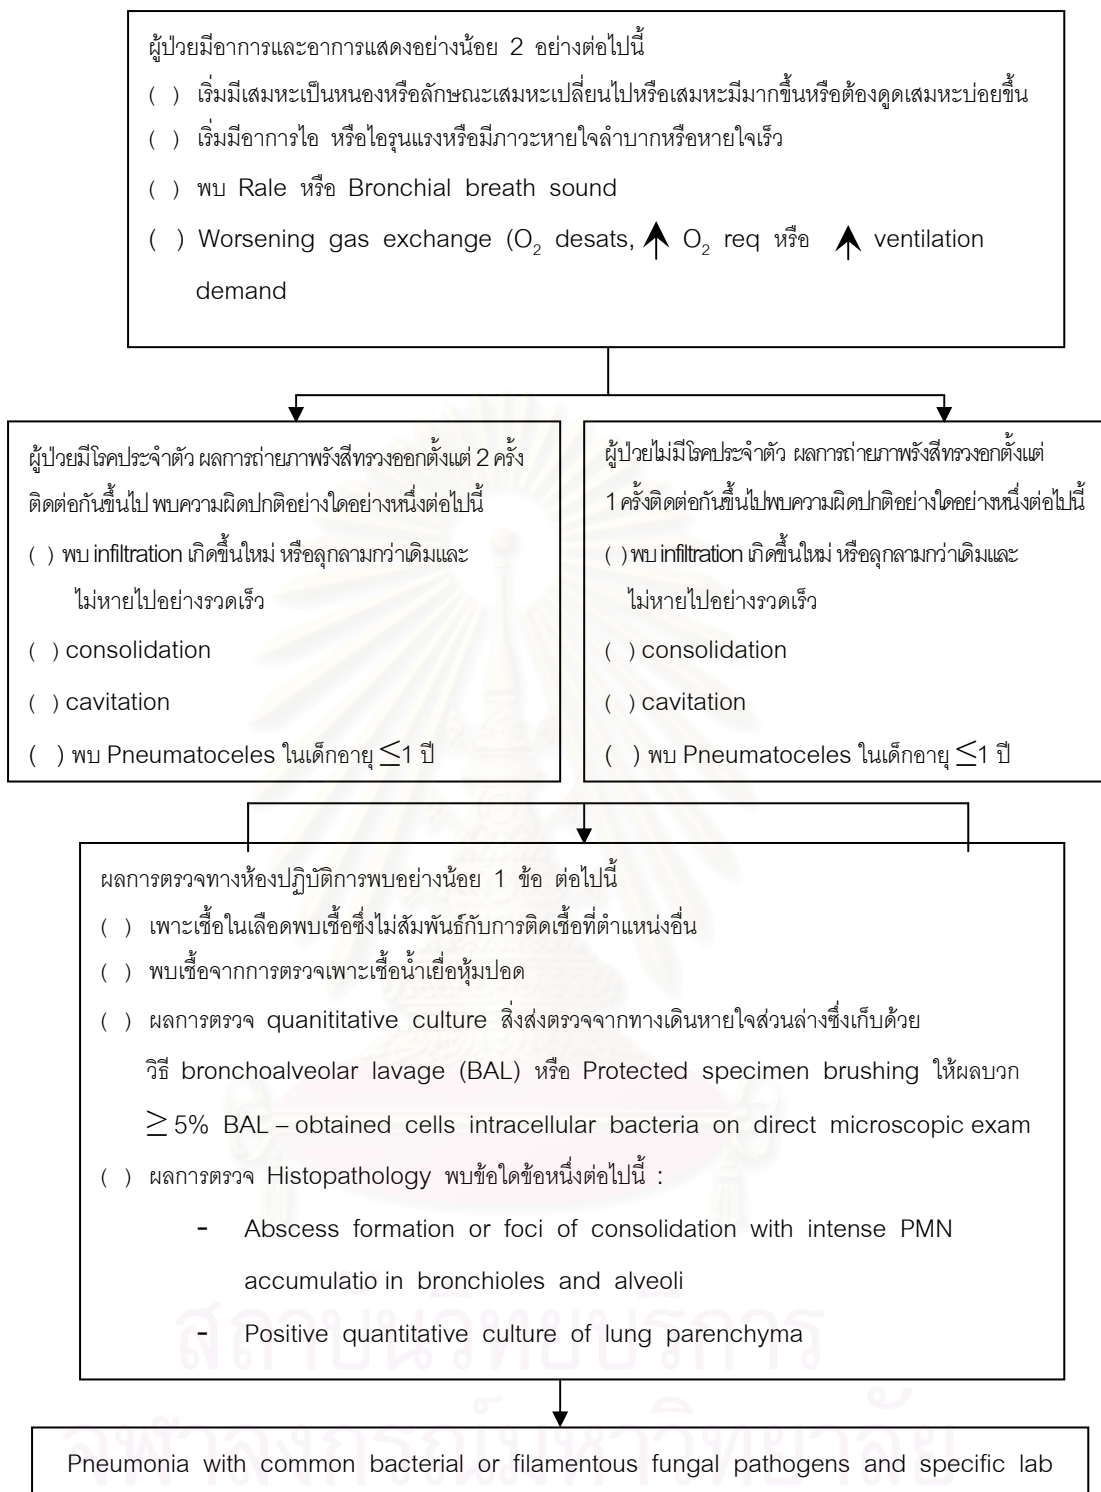 ผู้ป่วยมีอาการและอาการแสดงอย่างน้อย 2 อย่างต่อไปนี้
( ) เริ่มมีเสมหะเป็นหนองหรือลักษณะเสมหะเปลี่ยนไปหรือเสมหะมีมากขึ้นหรือต้องดูดเสมหะบ่อยขึ้น
( ) เริ่มมีอาการไอ หรือไอรุนแรงหรือมีภาวะหายใจลำบากหรือหายใจเร็ว
( ) พบ Rale หรือ Bronchial breath sound
( ) Worsening gas exchange (O₂ desats, ↑ O₂ req หรือ ↑ ventilation
demand
ผู้ป่วยมีโรคประจำตัว ผลการถ่ายภาพรังสีทรวงออกตั้งแต่ 2 ครั้ง
ติดต่อกันขึ้นไป พบความผิดปกติอย่างใดอย่างหนึ่งต่อไปนี้
( ) พบ infiltration เกิดขึ้นใหม่ หรือลุกลามกว่าเดิมและ
ไม่หายไปอย่างรวดเร็ว
( ) consolidation
( ) cavitation
( ) พบ Pneumatoceles ในเด็กอายุ ≤1 ปี
ผู้ป่วยไม่มีโรคประจำตัว ผลการถ่ายภาพรังสีทรวงอกตั้งแต่
1 ครั้งติดต่อกันขึ้นไปพบความผิดปกติอย่างใดอย่างหนึ่งต่อไปนี้
( ) พบ infiltration เกิดขึ้นใหม่ หรือลุกลามกว่าเดิมและ
ไม่หายไปอย่างรวดเร็ว
( ) consolidation
( ) cavitation
( ) พบ Pneumatoceles ในเด็กอายุ ≤1 ปี
ผลการตรวจทางห้องปฏิบัติการพบอย่างน้อย 1 ข้อ ต่อไปนี้
( ) เพาะเชื้อในเลือดพบเชื้อซึ่งไม่สัมพันธ์กับการติดเชื้อที่ตำแหน่งอื่น
( ) พบเชื้อจากการตรวจเพาะเชื้อน้ำเยื่อหุ้มปอด
( ) ผลการตรวจ quanititative culture สิ่งส่งตรวจจากทางเดินหายใจส่วนล่างซึ่งเก็บด้วย
วิธี bronchoalveolar lavage (BAL) หรือ Protected specimen brushing ให้ผลบวก
≥ 5% BAL – obtained cells intracellular bacteria on direct microscopic exam
( ) ผลการตรวจ Histopathology พบข้อใดข้อหนึ่งต่อไปนี้ :
- Abscess formation or foci of consolidation with intense PMN
accumulatio in bronchioles and alveoli
- Positive quantitative culture of lung parenchyma
สถาบันวิทยบริการ
จุฬาลงกรณ์มหาวิทยาลัย
Pneumonia with common bacterial or filamentous fungal pathogens and specific lab